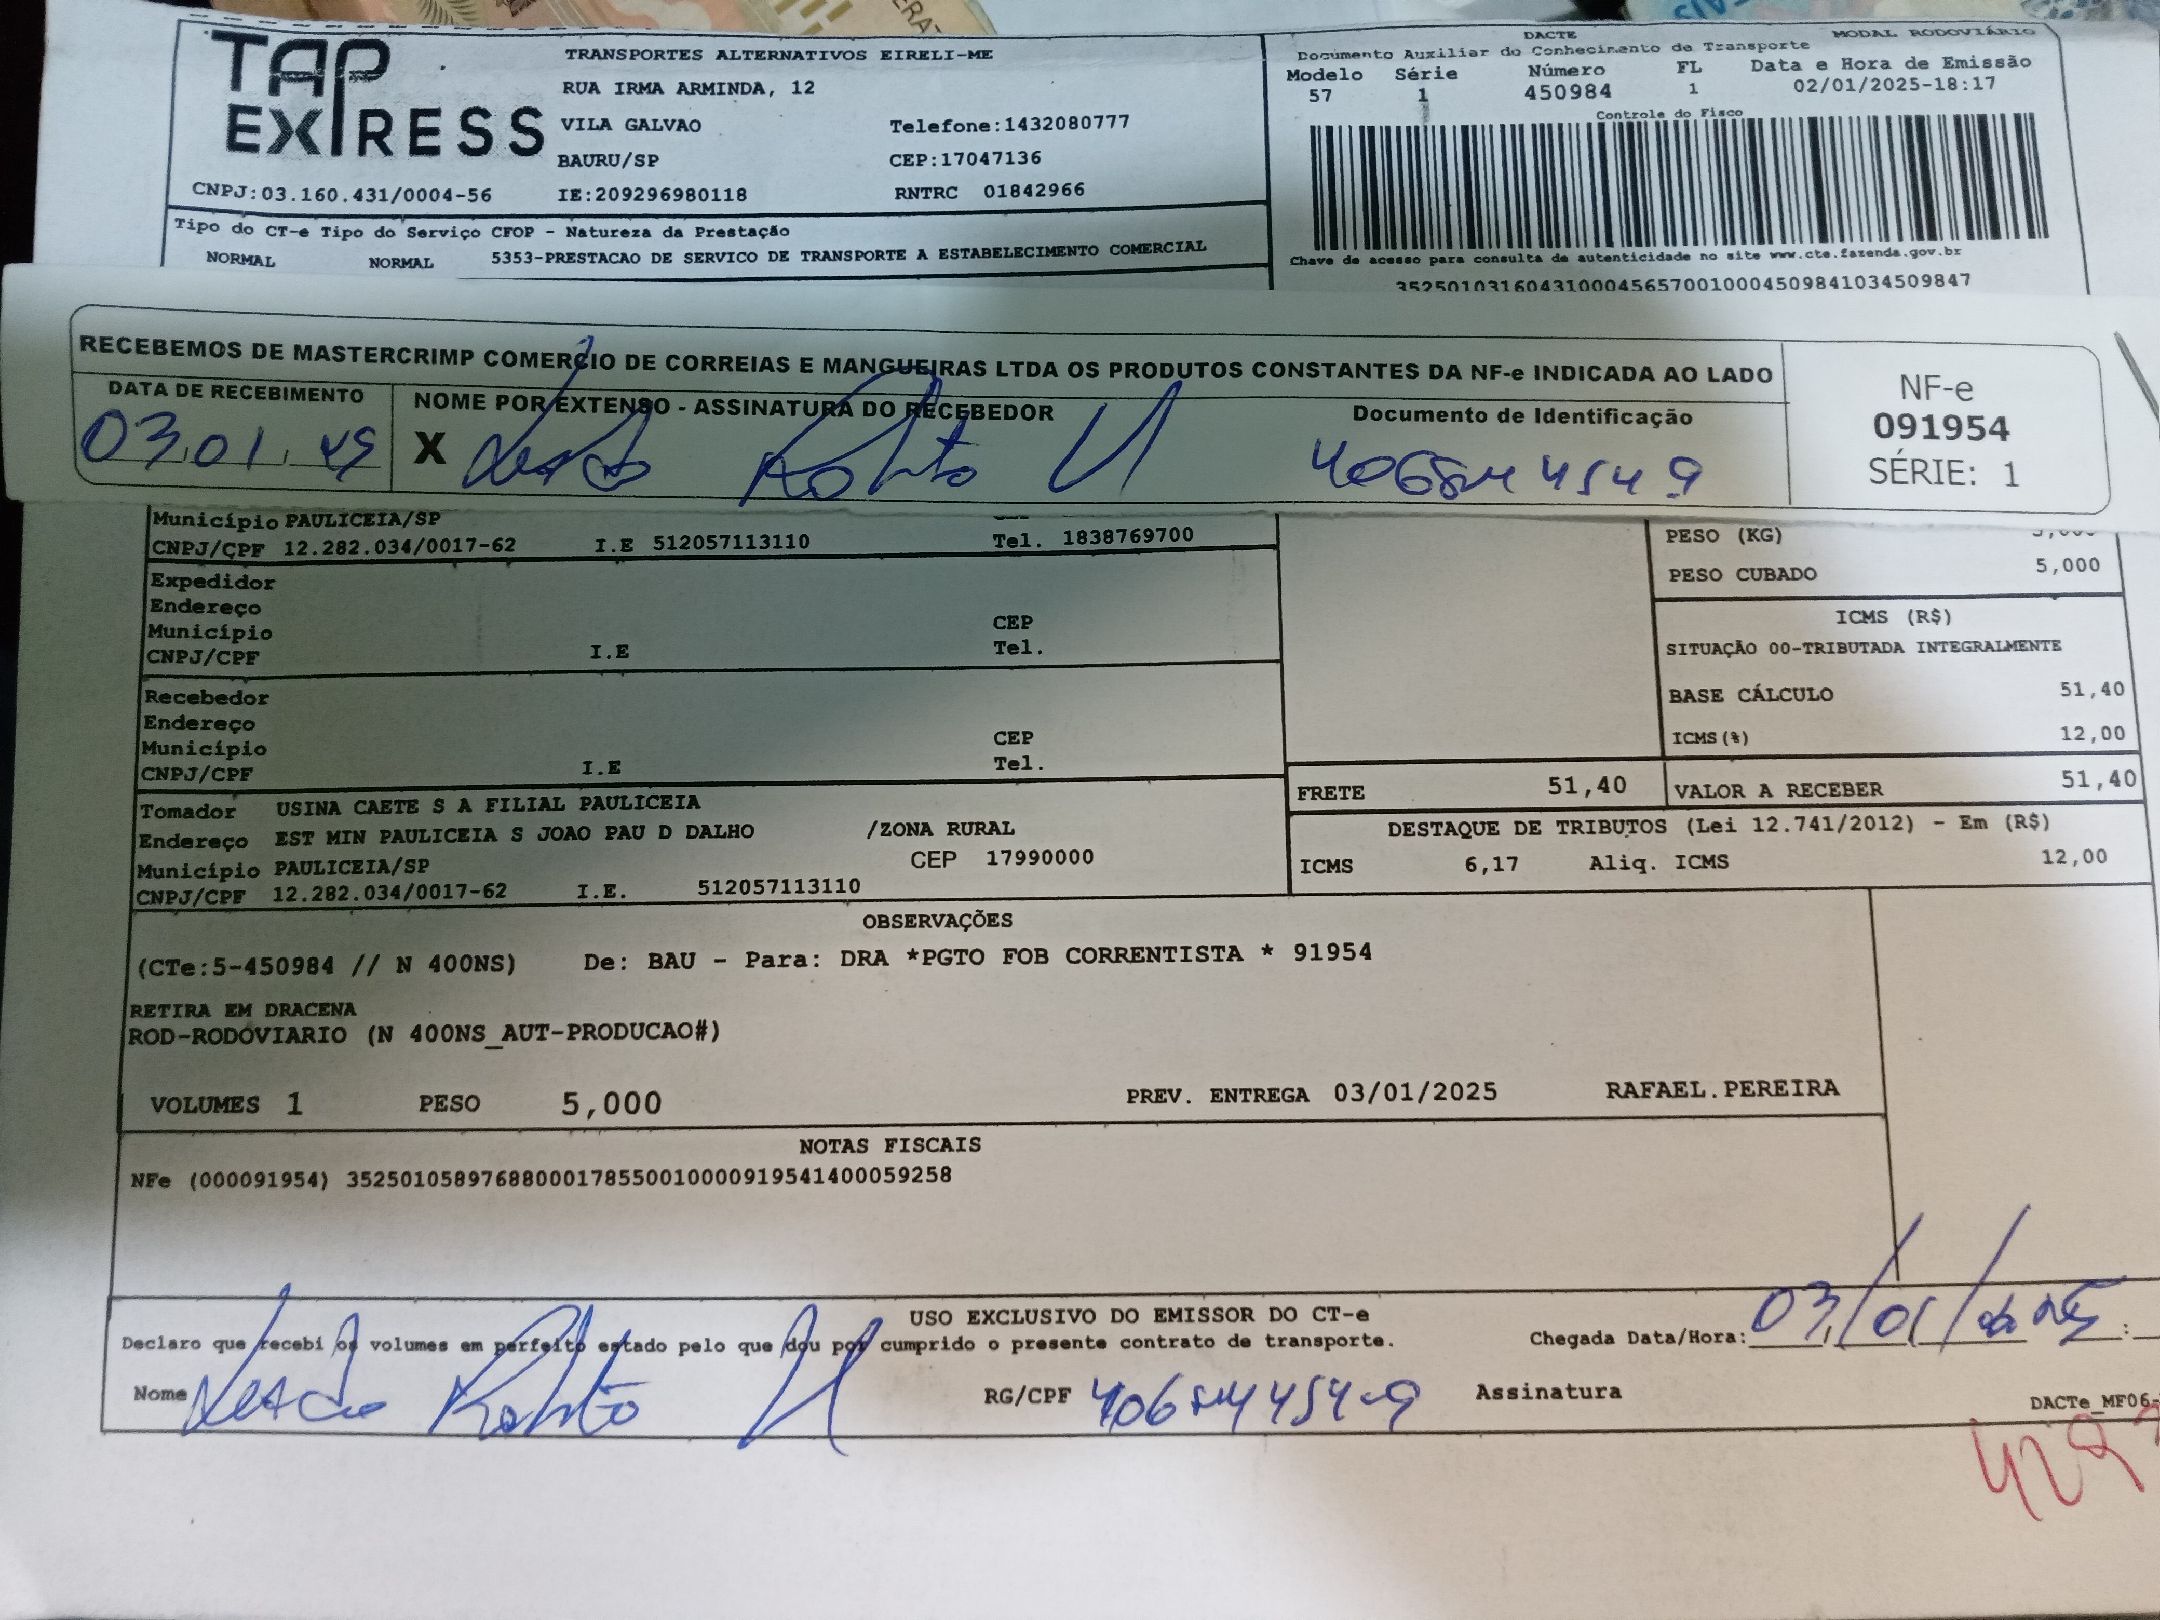 TAP EXPRESS
TRANSPORTES ALTERNATIVOS EIRELI-ME
RUA IRMA ARMINDA, 12
VILA GALVAO Telefone:1432080777
BAURU/SP CEP:17047136
CNPJ:03.160.431/0004-56 IE:209296980118 RNTRC 01842966
DACTE MODAL RODOVIÁRIO
Documento Auxiliar do Conhecimento de Transporte
Modelo Série Número FL Data e Hora de Emissão
57 1 450984 1 02/01/2025-18:17
Controle do Fisco
Chave de acesso para consulta de autenticidade no site www.cte.fazenda.gov.br
35250103160431000456570010004509841034509847
Tipo do CT-e Tipo do Serviço CFOP - Natureza da Prestação
NORMAL NORMAL 5353-PRESTACAO DE SERVICO DE TRANSPORTE A ESTABELECIMENTO COMERCIAL
RECEBEMOS DE MASTERCRIMP COMERCIO DE CORREIAS E MANGUEIRAS LTDA OS PRODUTOS CONSTANTES DA NF-e INDICADA AO LADO
DATA DE RECEBIMENTO NOME POR EXTENSO - ASSINATURA DO RECEBEDOR Documento de Identificação
03 01 25 X
NF-e
091954
SÉRIE: 1
Município PAULICEIA/SP
CNPJ/CPF 12.282.034/0017-62 I.E 512057113110 Tel. 1838769700
PESO (KG)
PESO CUBADO 5,000
Expedidor
Endereço
Município CEP
CNPJ/CPF I.E Tel.
ICMS (R$)
SITUAÇÃO 00-TRIBUTADA INTEGRALMENTE
BASE CÁLCULO 51,40
ICMS(%) 12,00
Recebedor
Endereço
Município CEP
CNPJ/CPF I.E Tel.
FRETE 51,40 VALOR A RECEBER 51,40
Tomador USINA CAETE S A FILIAL PAULICEIA
Endereço EST MIN PAULICEIA S JOAO PAU D DALHO /ZONA RURAL
Município PAULICEIA/SP CEP 17990000
CNPJ/CPF 12.282.034/0017-62 I.E. 512057113110
DESTAQUE DE TRIBUTOS (Lei 12.741/2012) - Em (R$)
ICMS 6,17 Aliq. ICMS 12,00
OBSERVAÇÕES
(CTe:5-450984 // N 400NS) De: BAU - Para: DRA *PGTO FOB CORRENTISTA * 91954
RETIRA EM DRACENA
ROD-RODOVIARIO (N 400NS_AUT-PRODUCAO#)
VOLUMES 1 PESO 5,000 PREV. ENTREGA 03/01/2025 RAFAEL.PEREIRA
NOTAS FISCAIS
NFe (000091954) 35250105897688000178550010000919541400059258
USO EXCLUSIVO DO EMISSOR DO CT-e
Declaro que recebi os volumes em perfeito estado pelo que dou por cumprido o presente contrato de transporte.
Chegada Data/Hora: 03/01/2025 :
Nome RG/CPF Assinatura
DACTe_MF06-